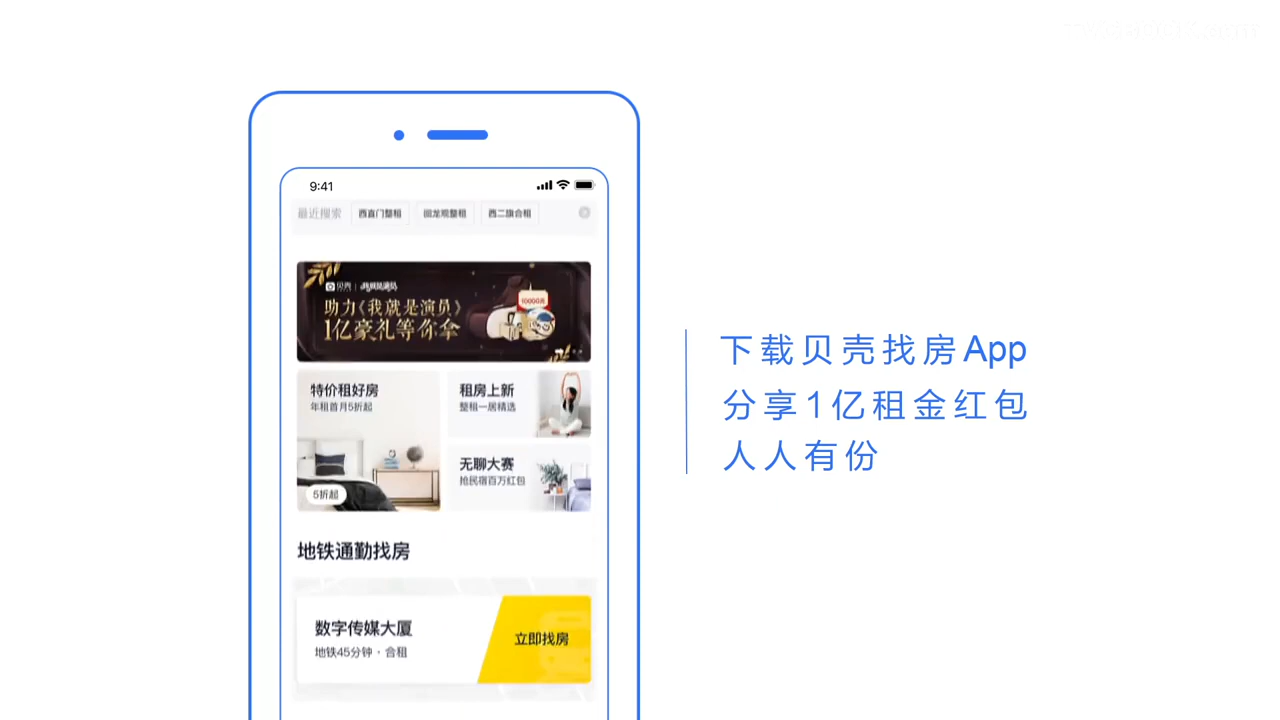 9:41
最近搜索 西直门整租 回龙观整租 西二旗合租
贝壳
助力《我就是演员》
1亿豪礼等你拿
10000元
特价租好房
年租首月5折起
5折起
租房上新
整租一居精选
无聊大赛
抢民宿百万红包
地铁通勤找房
数字传媒大厦
地铁45分钟·合租
立即找房
下载贝壳找房App
分享1亿租金红包
人人有份